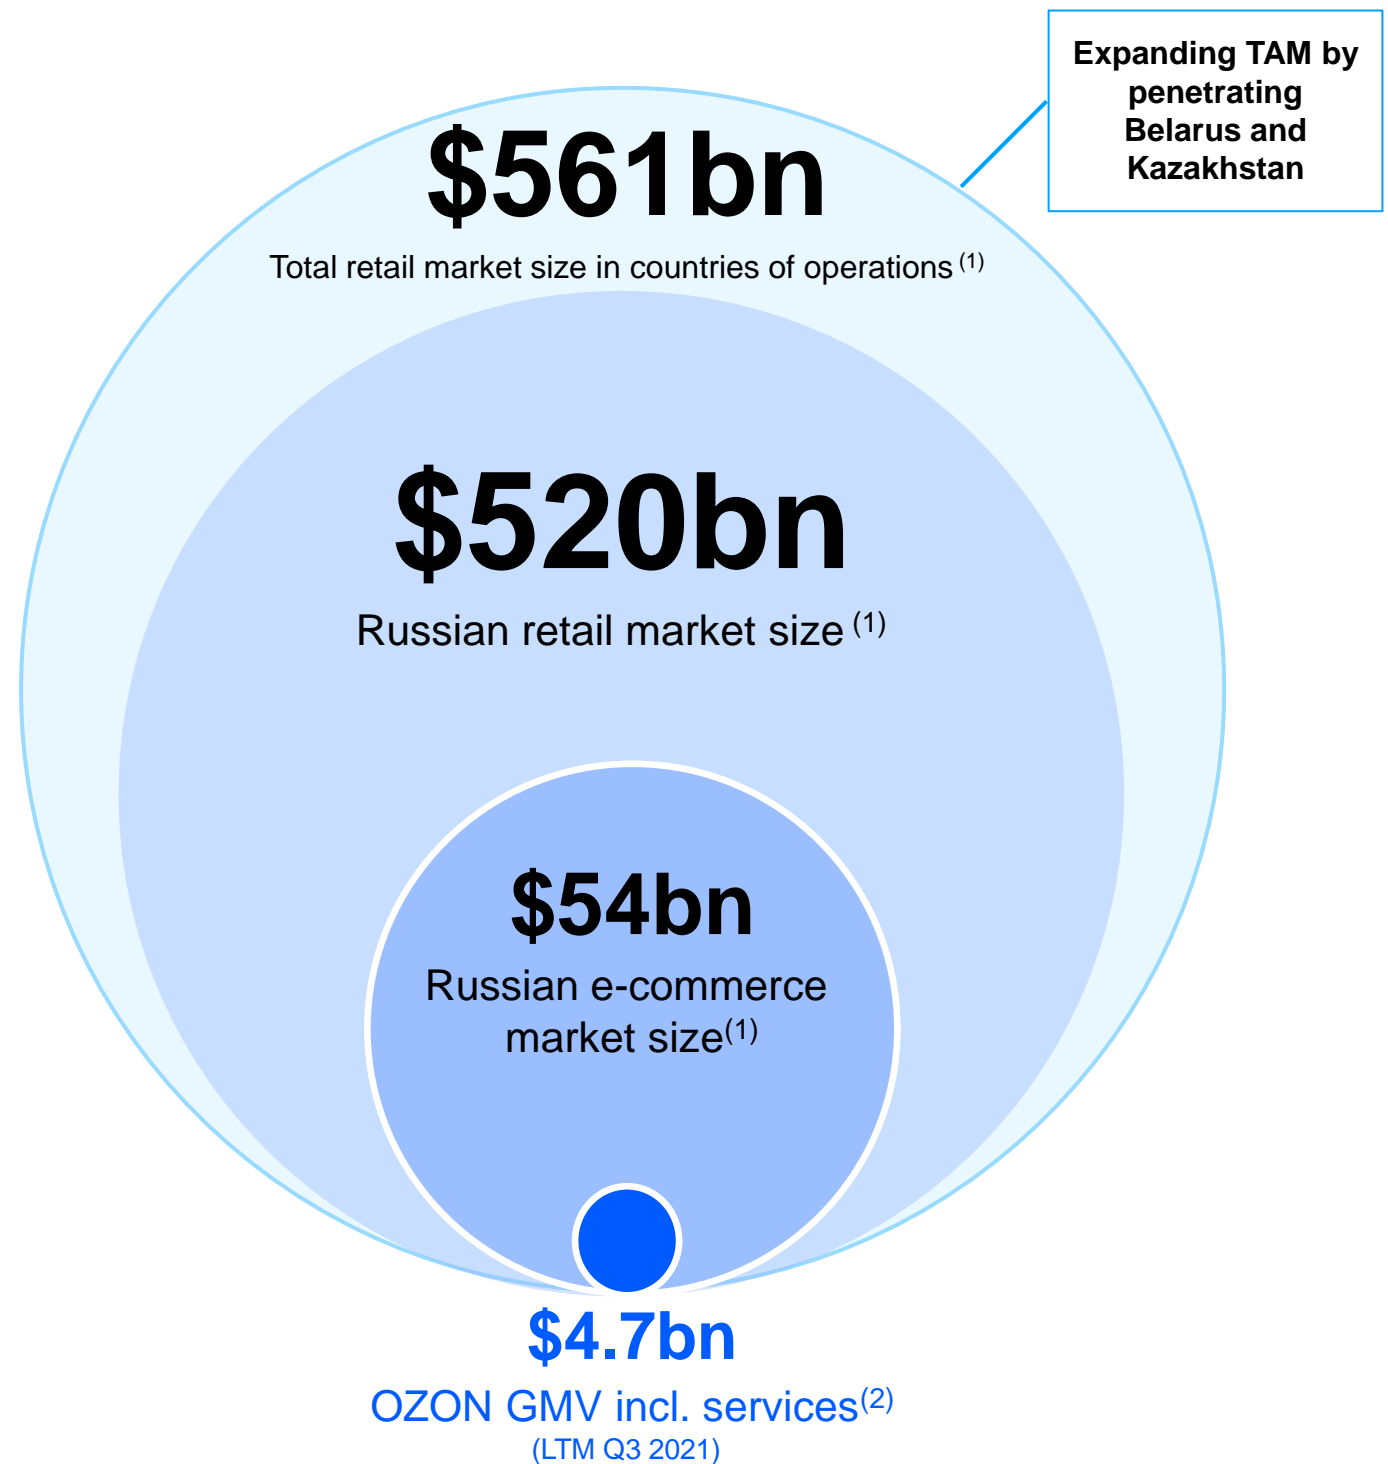 Expanding TAM by
penetrating
Belarus and
Kazakhstan
$561bn
Total retail market size in countries of operations (1)
$520bn
Russian retail market size (1)
$54bn
Russian e-commerce
market size(1)
$4.7bn
OZON GMV incl. services(2)
(LTM Q3 2021)